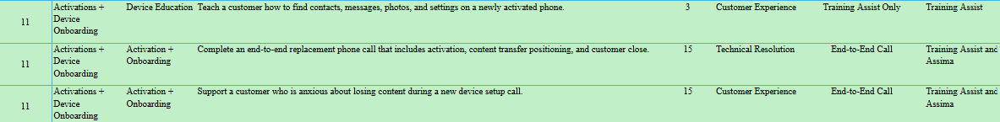 Activations + Device Education Teach a customer how to find contacts, messages, photos, and settings on a newly activated phone. 3 Customer Experience Training Assist Only Training Assist
11 Device
Onboarding
Activations + Activation + Complete an end-to-end replacement phone call that includes activation, content transfer positioning, and customer close. 15 Technical Resolution End-to-End Call Training Assist and
11 Device Onboarding Assima
Onboarding
Activations + Activation + Support a customer who is anxious about losing content during a new device setup call. 15 Customer Experience End-to-End Call Training Assist and
11 Device Onboarding Assima
Onboarding